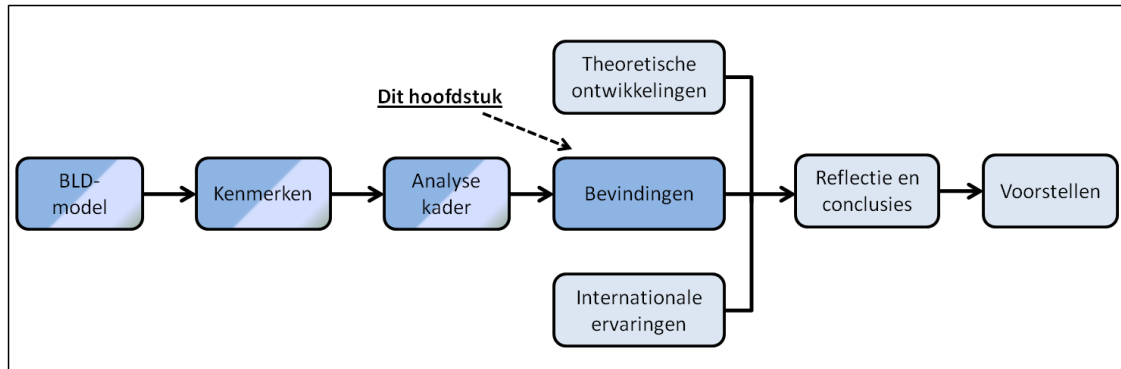 Theoretische
ontwikkelingen
Dit hoofdstuk
BLD-
model
Kenmerken
Analyse
kader
Bevindingen
Reflectie en
conclusies
Voorstellen
Internationale
ervaringen